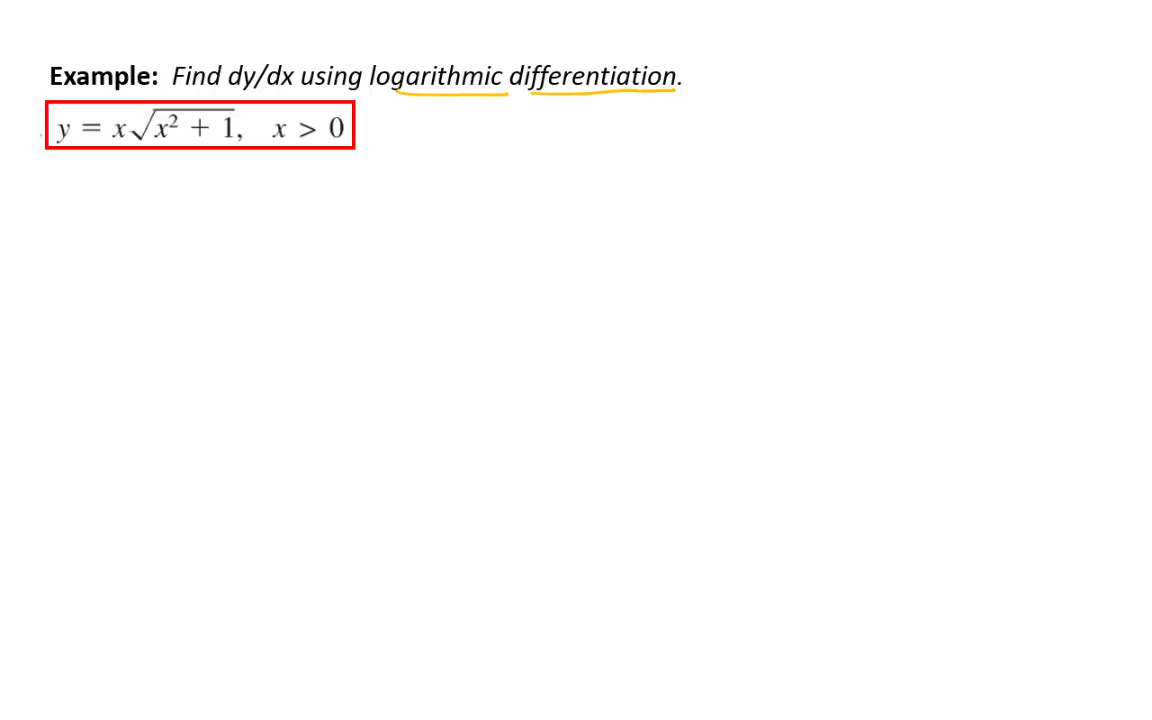 Example: Find dy/dx using logarithmic differentiation.
y = x√(x² + 1), x > 0